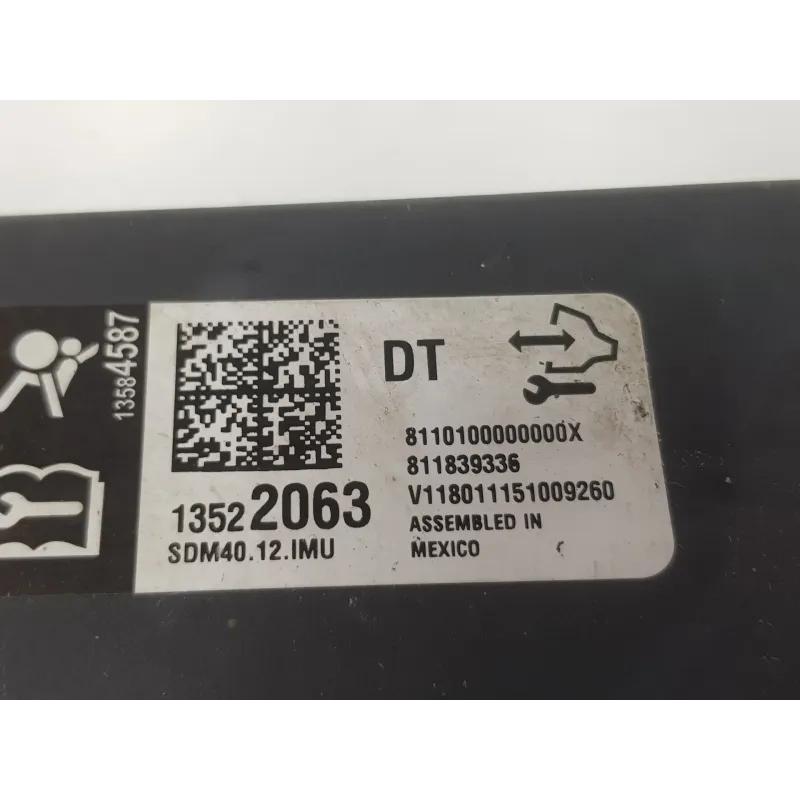 13584587
DT
8110100000000X
811839336
V118011151009260
ASSEMBLED IN
MEXICO
13522063
SDM40.12.IMU